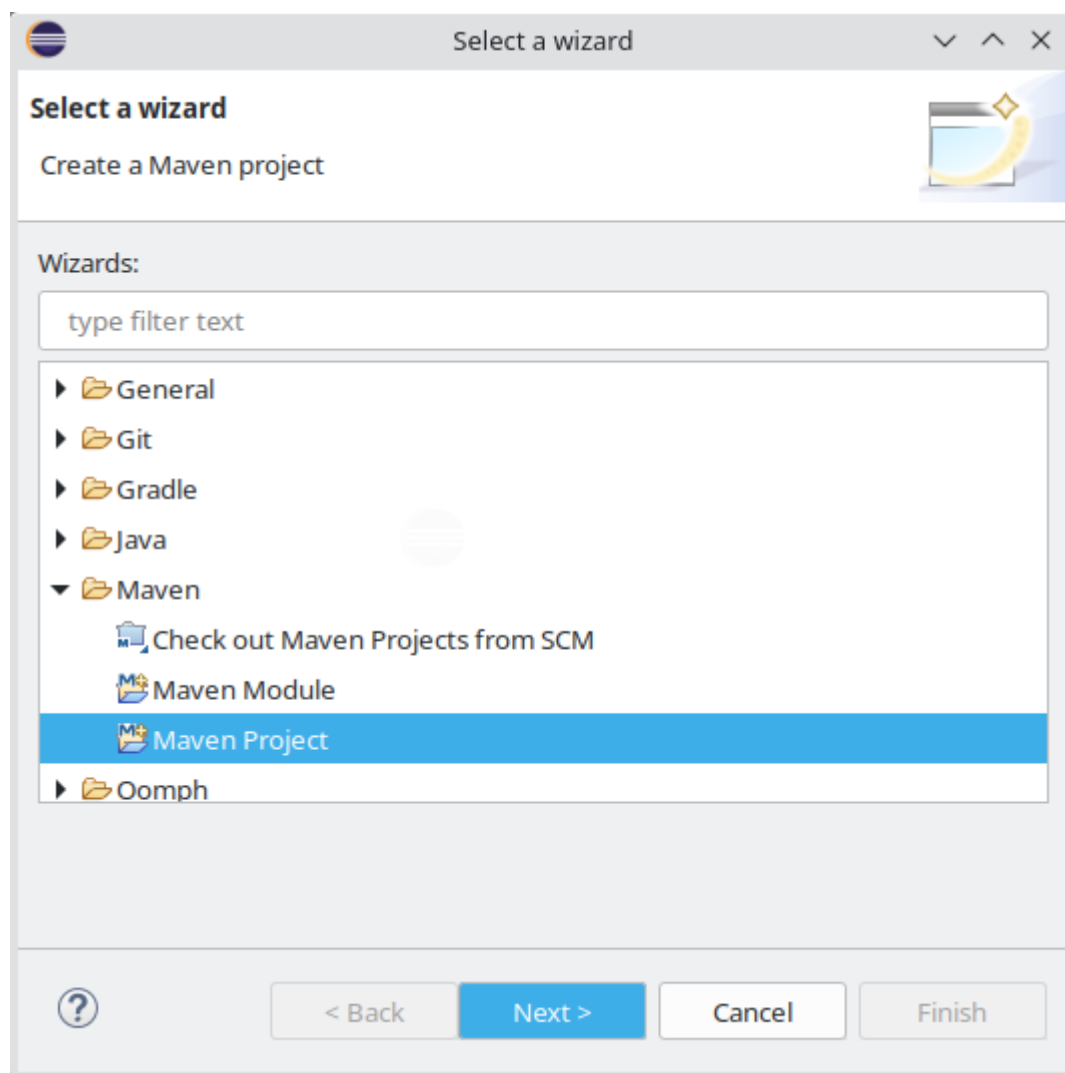 Select a wizard
Select a wizard
Create a Maven project
Wizards:
type filter text
General
Git
Gradle
Java
Maven
Check out Maven Projects from SCM
Maven Module
Maven Project
Oomph
< Back Next > Cancel Finish